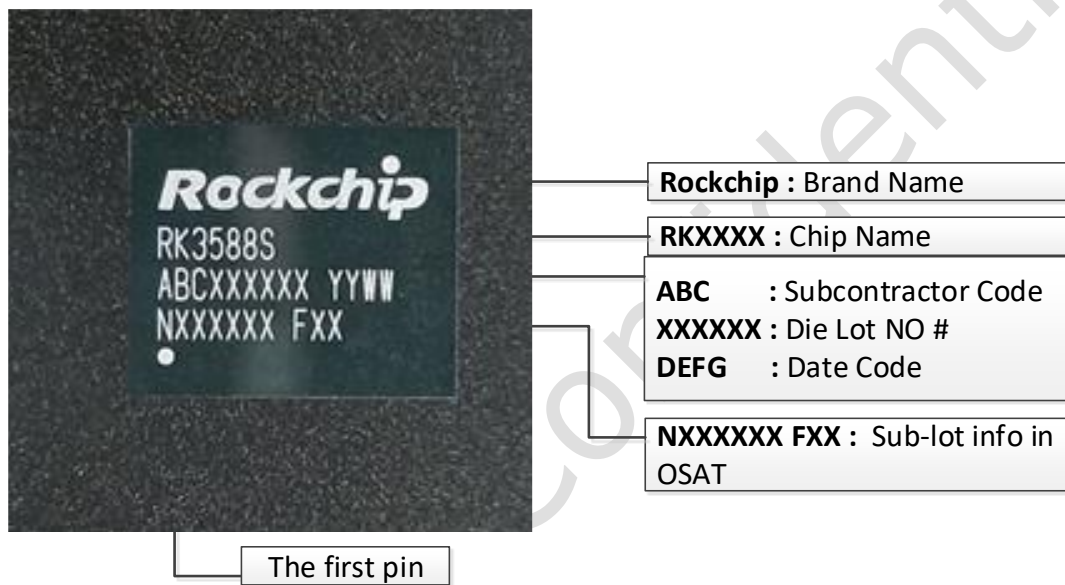 Rockchip
RK3588S
ABCXXXXXX YYWW
NXXXXXX FXX
Rockchip : Brand Name
RKXXXX : Chip Name
ABC : Subcontractor Code
XXXXXX : Die Lot NO #
DEFG : Date Code
NXXXXXX FXX : Sub-lot info in
OSAT
The first pin